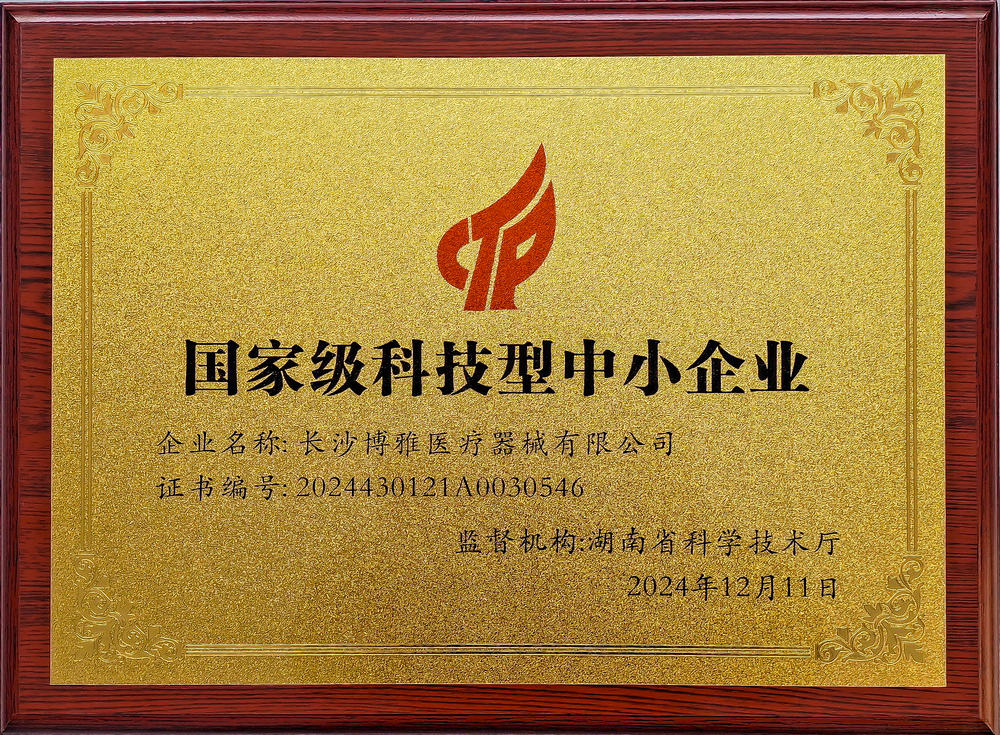 CTP
国家级科技型中小企业
企业名称: 长沙博雅医疗器械有限公司
证书编号: 2024430121A0030546
监督机构:湖南省科学技术厅
2024年12月11日